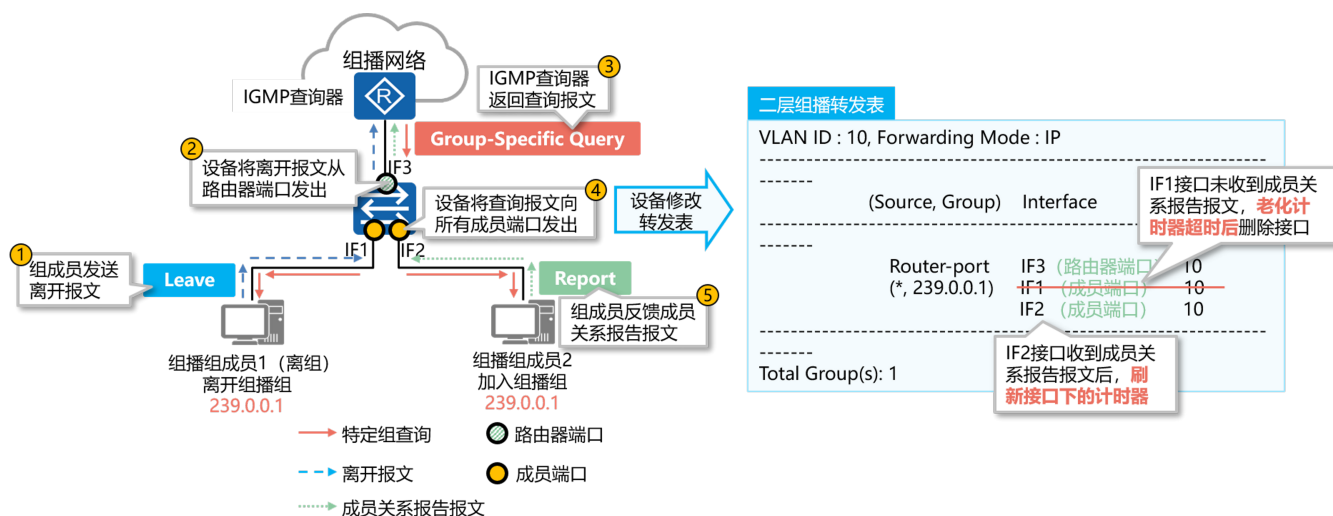 组播网络
IGMP查询器
R
3
IGMP查询器
返回查询报文
Group-Specific Query
2
设备将离开报文从
路由器端口发出
IF3
4
设备将查询报文向
所有成员端口发出
IF1
IF2
1
组成员发送
离开报文
Leave
Report
5
组成员反馈成员
关系报告报文
组播组成员1（离组）
离开组播组
239.0.0.1
组播组成员2
加入组播组
239.0.0.1
特定组查询
路由器端口
离开报文
成员端口
成员关系报告报文
设备修改
转发表
二层组播转发表
VLAN ID : 10, Forwarding Mode : IP
-------
(Source, Group) Interface
-------
Router-port IF3 (路由器端口) 10
(*, 239.0.0.1) IF1 (成员端口) 10
IF2 (成员端口) 10
-------
Total Group(s): 1
IF1接口未收到成员关
系报告报文，老化计
时器超时后删除接口
IF2接口收到成员关
系报告报文后，刷
新接口下的计时器